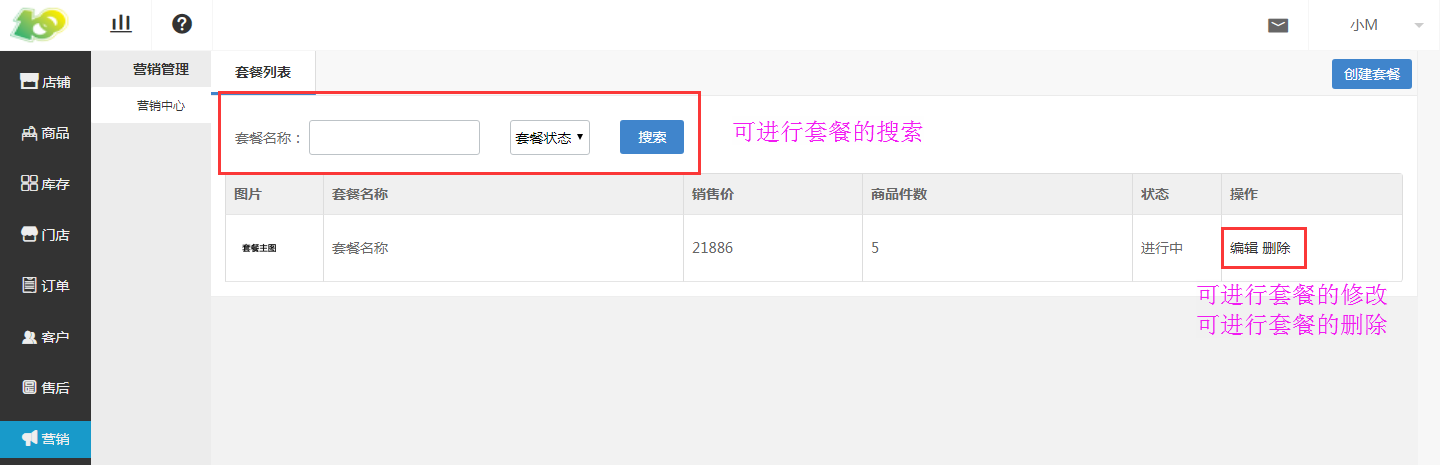 小M
店铺
商品
库存
门店
订单
客户
售后
营销
营销管理
营销中心
套餐列表
创建套餐
套餐名称：
套餐状态
搜索
可进行套餐的搜索
图片 套餐名称 销售价 商品件数 状态 操作
套餐主图 套餐名称 21886 5 进行中 编辑 删除
可进行套餐的修改
可进行套餐的删除